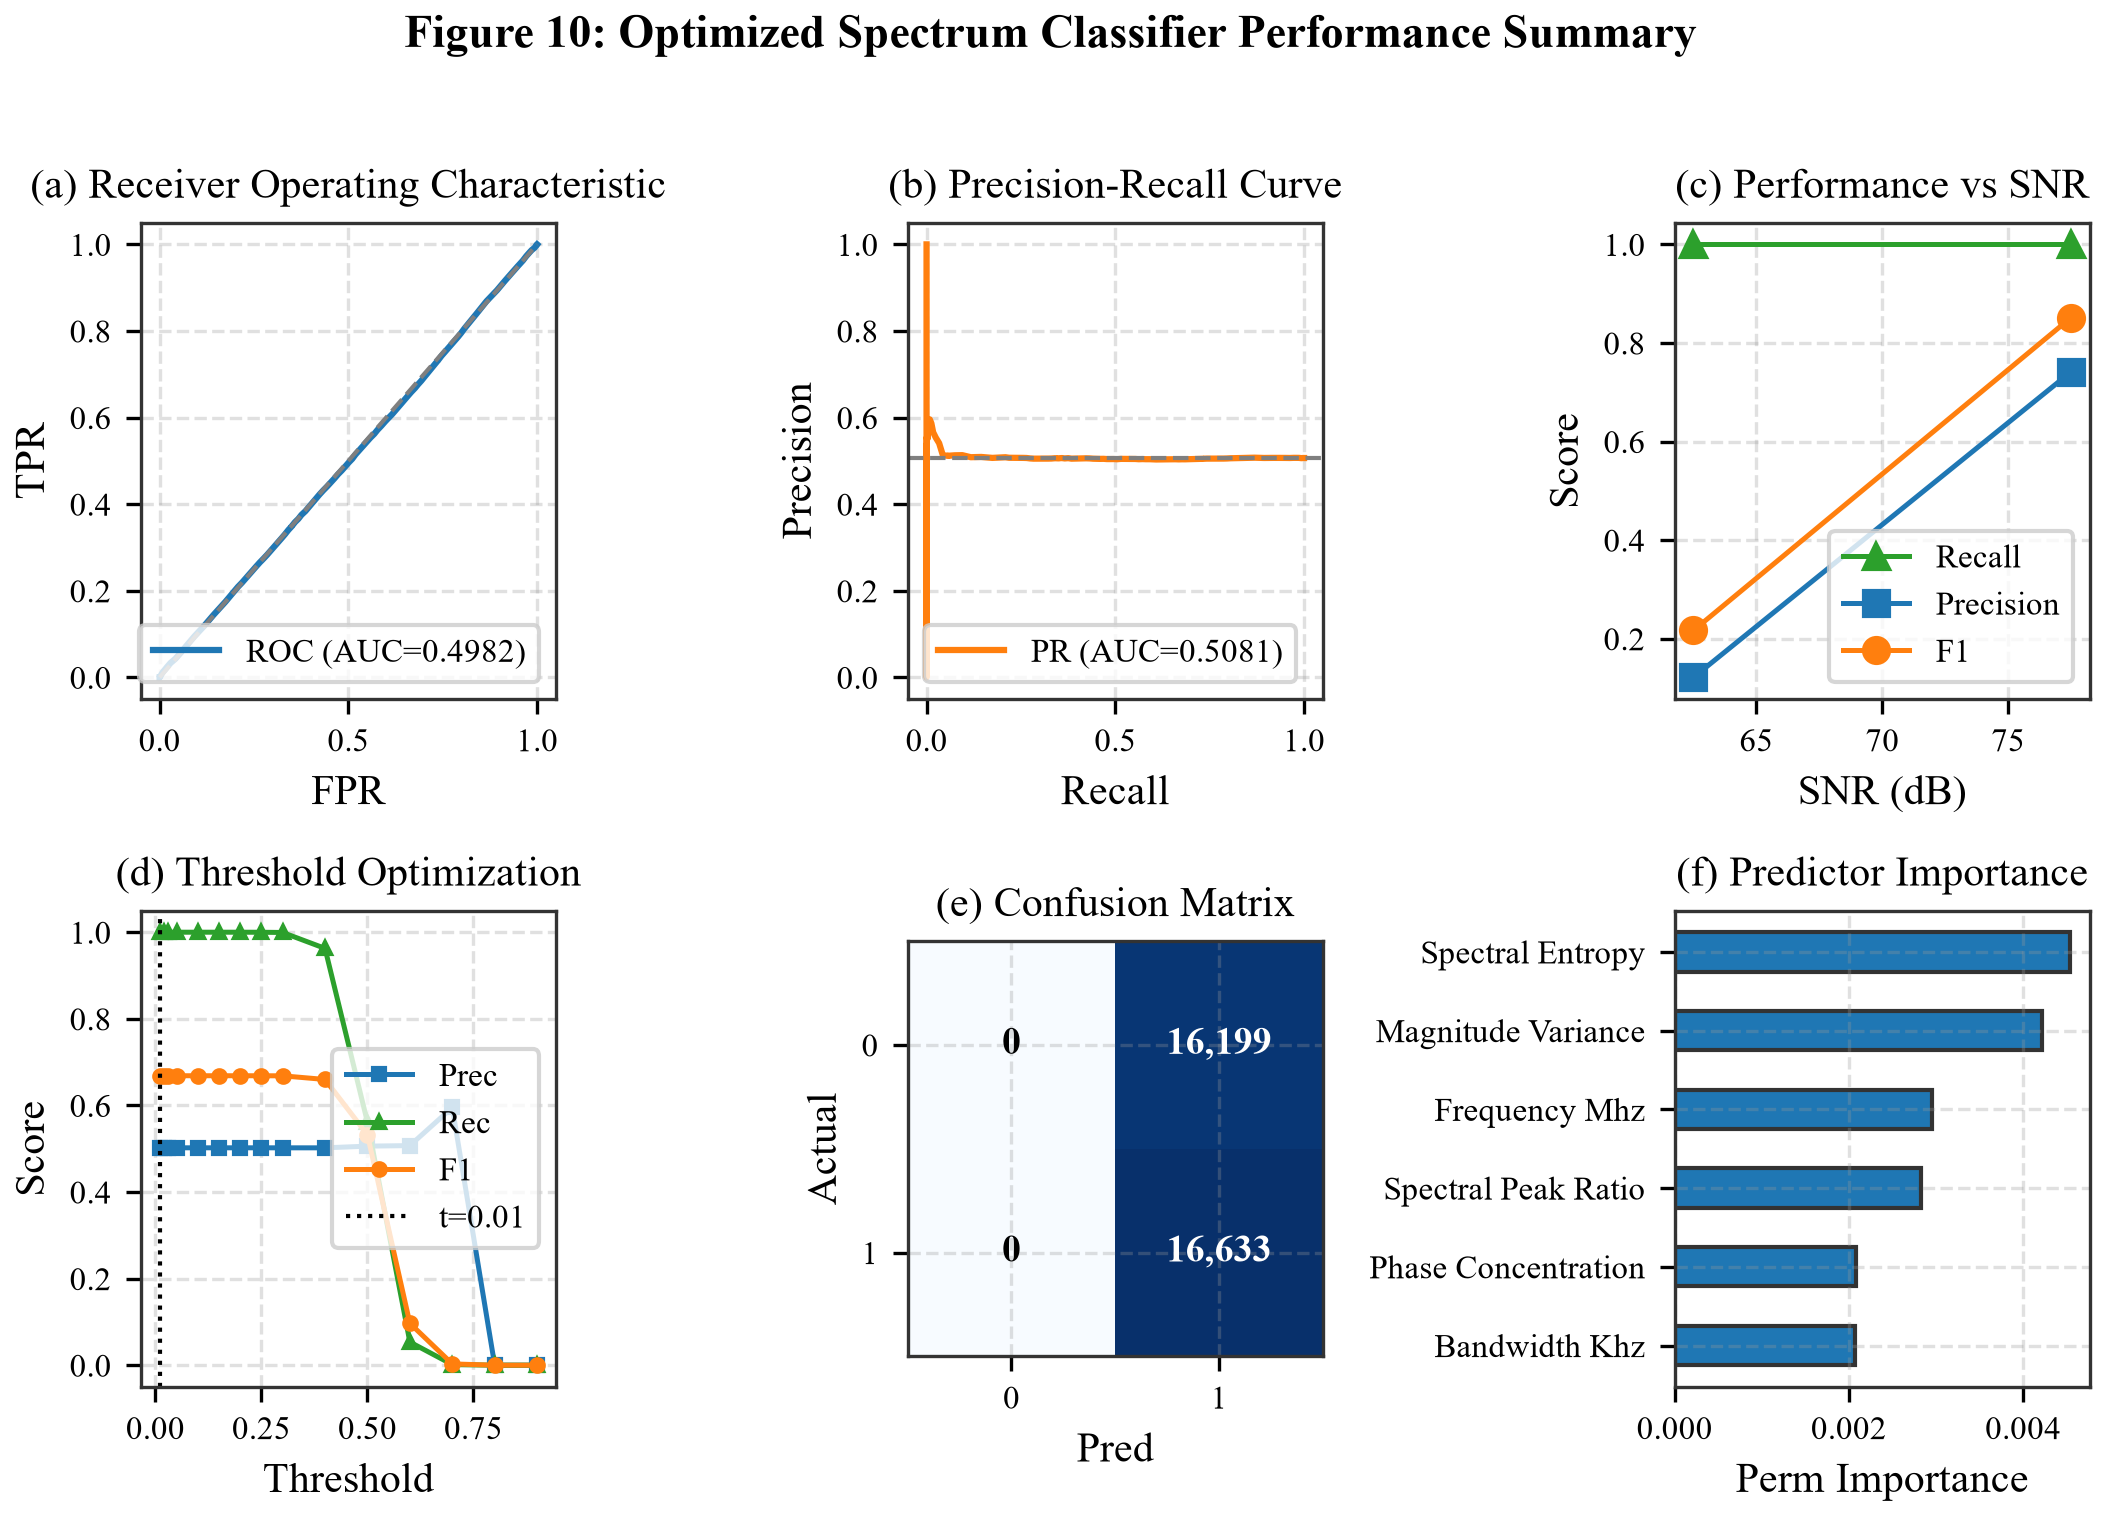 Figure 10: Optimized Spectrum Classifier Performance Summary
(a) Receiver Operating Characteristic
1.0
0.8
0.6
0.4
0.2
0.0
TPR
ROC (AUC=0.4982)
0.0 0.5 1.0
FPR
(b) Precision-Recall Curve
1.0
0.8
0.6
0.4
0.2
0.0
Precision
PR (AUC=0.5081)
0.0 0.5 1.0
Recall
(c) Performance vs SNR
1.0
0.8
0.6
0.4
0.2
Score
Recall
Precision
F1
65 70 75
SNR (dB)
(d) Threshold Optimization
1.0
0.8
0.6
0.4
0.2
0.0
Score
Prec
Rec
F1
t=0.01
0.00 0.25 0.50 0.75
Threshold
(e) Confusion Matrix
0 0 16,199
Actual
1 0 16,633
0 1
Pred
(f) Predictor Importance
Spectral Entropy
Magnitude Variance
Frequency Mhz
Spectral Peak Ratio
Phase Concentration
Bandwidth Khz
0.000 0.002 0.004
Perm Importance